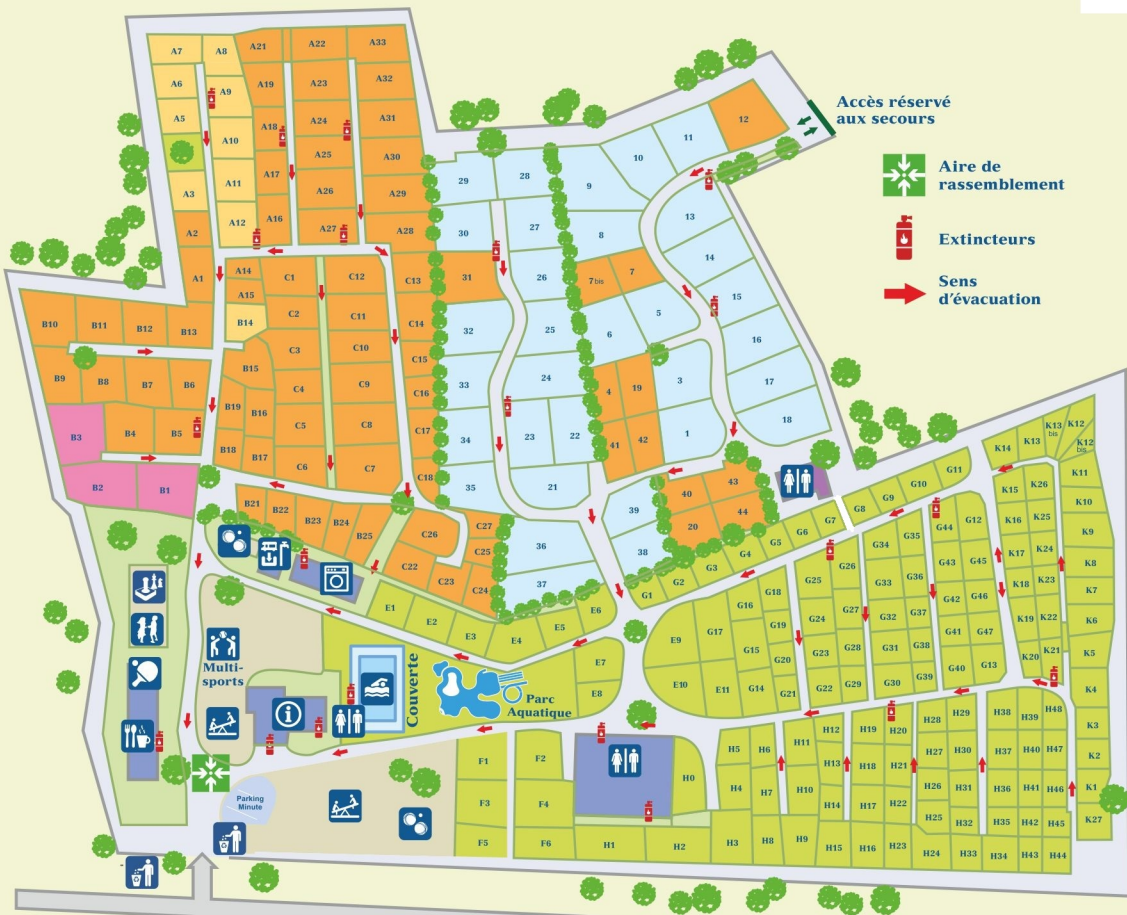 Accès réservé
aux secours
Aire de
rassemblement
Extincteurs
Sens
d'évacuation
A7
A8
A21
A22
A33
A6
A9
A19
A23
A32
A5
A10
A18
A24
A31
A25
A30
A3
A11
A17
A26
A29
A2
A12
A16
A27
A28
A1
A14
A15
B14
C1
C12
C13
C2
C11
C14
C3
C10
C15
C4
C9
C16
C5
C8
C17
C6
C7
C18
B10
B11
B12
B13
B9
B8
B7
B6
B15
B3
B4
B5
B19
B16
B18
B17
B2
B1
B21
B22
B23
B24
B25
C26
C27
C25
C22
C23
C24
29
28
30
27
31
26
32
25
33
24
34
23
22
35
21
36
37
39
38
12
11
10
9
13
8
14
7 bis
7
15
5
6
16
4
19
3
17
41
42
1
18
40
43
20
44
E1
E2
E3
E4
E5
E6
E7
E8
E9
E10
E11
G1
G2
G3
G4
G5
G6
G7
G8
G9
G10
G11
G16
G17
G18
G15
G19
G14
G20
G21
G25
G26
G24
G27
G23
G28
G22
G29
G34
G35
G33
G36
G32
G37
G31
G38
G30
G39
G44
G12
G43
G45
G42
G46
G41
G47
G40
G13
K14
K13
K13
bis
K12
K12
bis
K15
K26
K11
K16
K25
K10
K17
K24
K9
K18
K23
K8
K19
K22
K7
K20
K21
K6
K5
K4
K3
K2
K1
K27
Multi-
sports
Couverte
Parc
Aquatique
Parking
Minute
F1
F2
F3
F4
F5
F6
H0
H1
H2
H3
H4
H5
H6
H7
H8
H9
H10
H11
H12
H13
H14
H15
H16
H17
H18
H19
H20
H21
H22
H23
H24
H25
H26
H27
H28
H29
H30
H31
H32
H33
H34
H35
H36
H37
H38
H39
H40
H41
H42
H43
H44
H45
H46
H47
H48